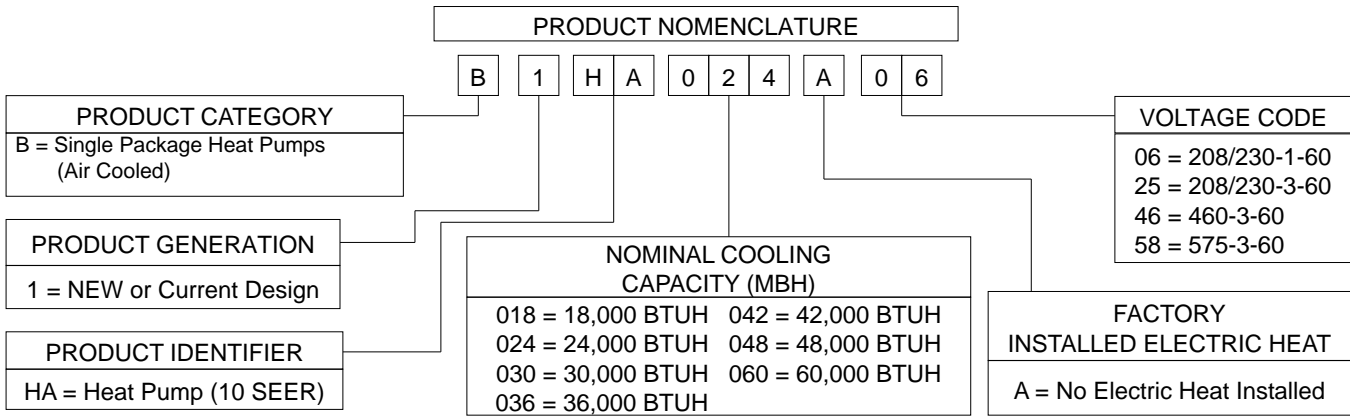 PRODUCT NOMENCLATURE
B 1 H A 0 2 4 A 0 6
PRODUCT CATEGORY
B = Single Package Heat Pumps
(Air Cooled)
PRODUCT GENERATION
1 = NEW or Current Design
PRODUCT IDENTIFIER
HA = Heat Pump (10 SEER)
NOMINAL COOLING
CAPACITY (MBH)
018 = 18,000 BTUH 042 = 42,000 BTUH
024 = 24,000 BTUH 048 = 48,000 BTUH
030 = 30,000 BTUH 060 = 60,000 BTUH
036 = 36,000 BTUH
VOLTAGE CODE
06 = 208/230-1-60
25 = 208/230-3-60
46 = 460-3-60
58 = 575-3-60
FACTORY
INSTALLED ELECTRIC HEAT
A = No Electric Heat Installed